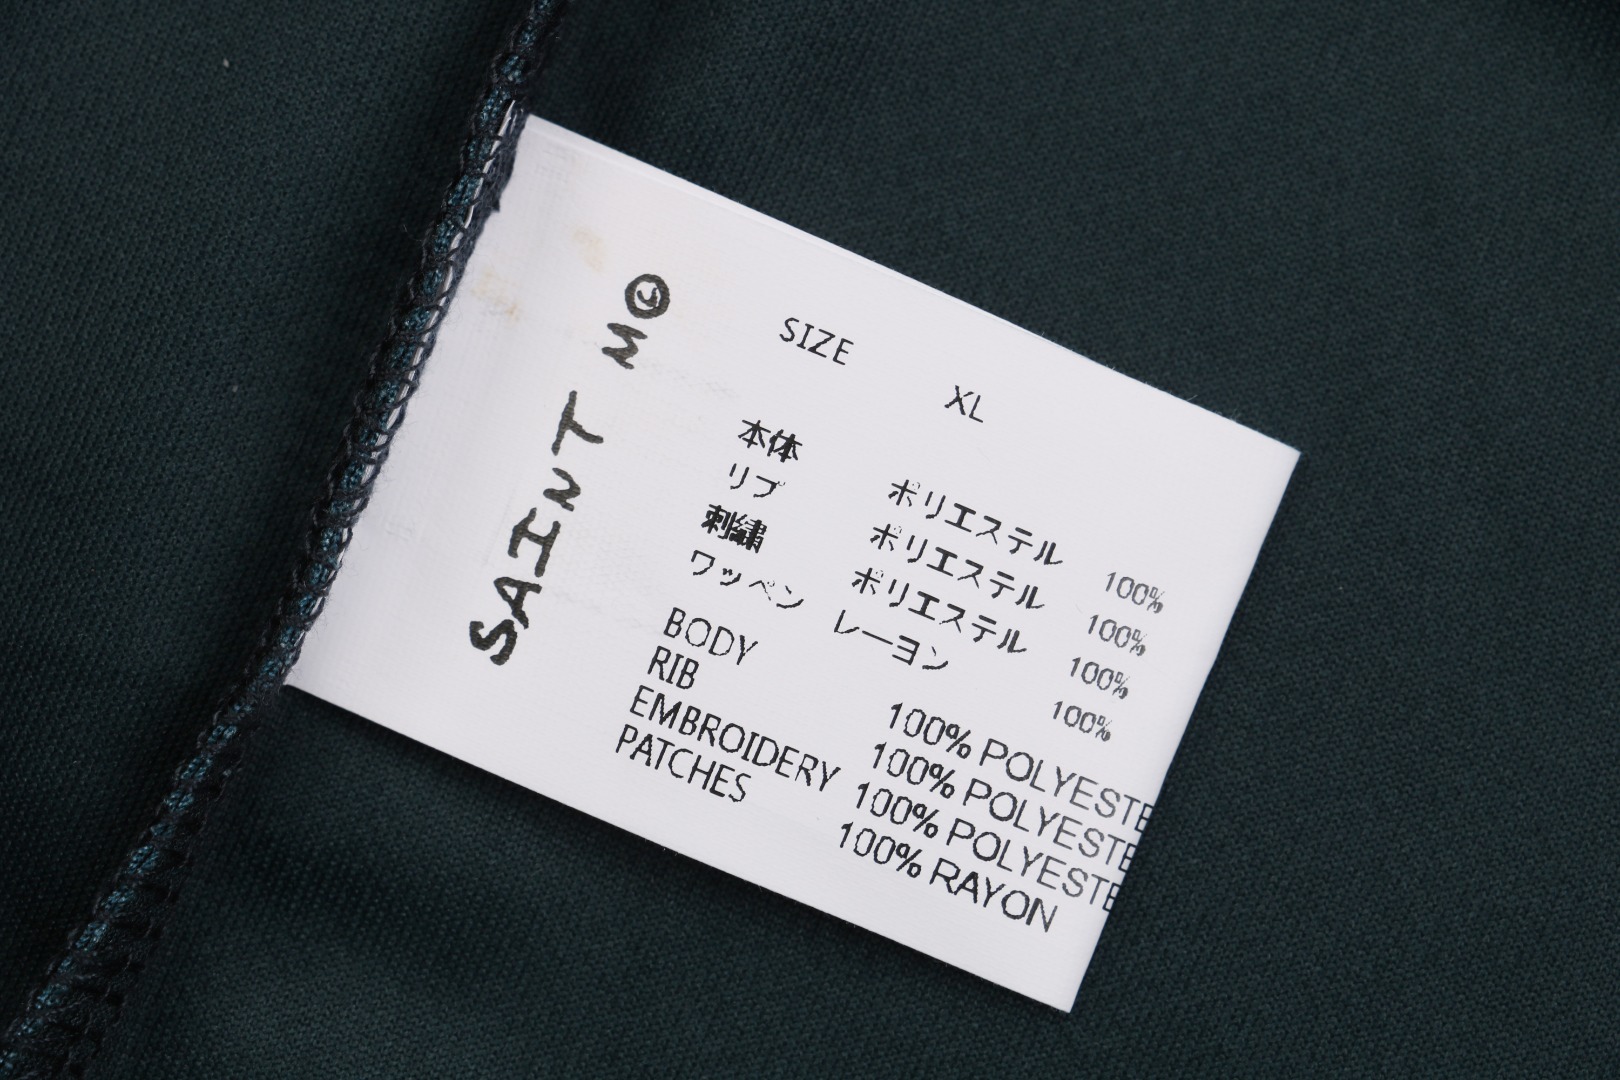 SAINT M©
SIZE XL
本体 ポリエステル 100%
リブ ポリエステル 100%
刺繍 ポリエステル 100%
ワッペン レーヨン 100%
BODY 100% POLYESTE
RIB 100% POLYESTE
EMBROIDERY 100% POLYESTE
PATCHES 100% RAYON